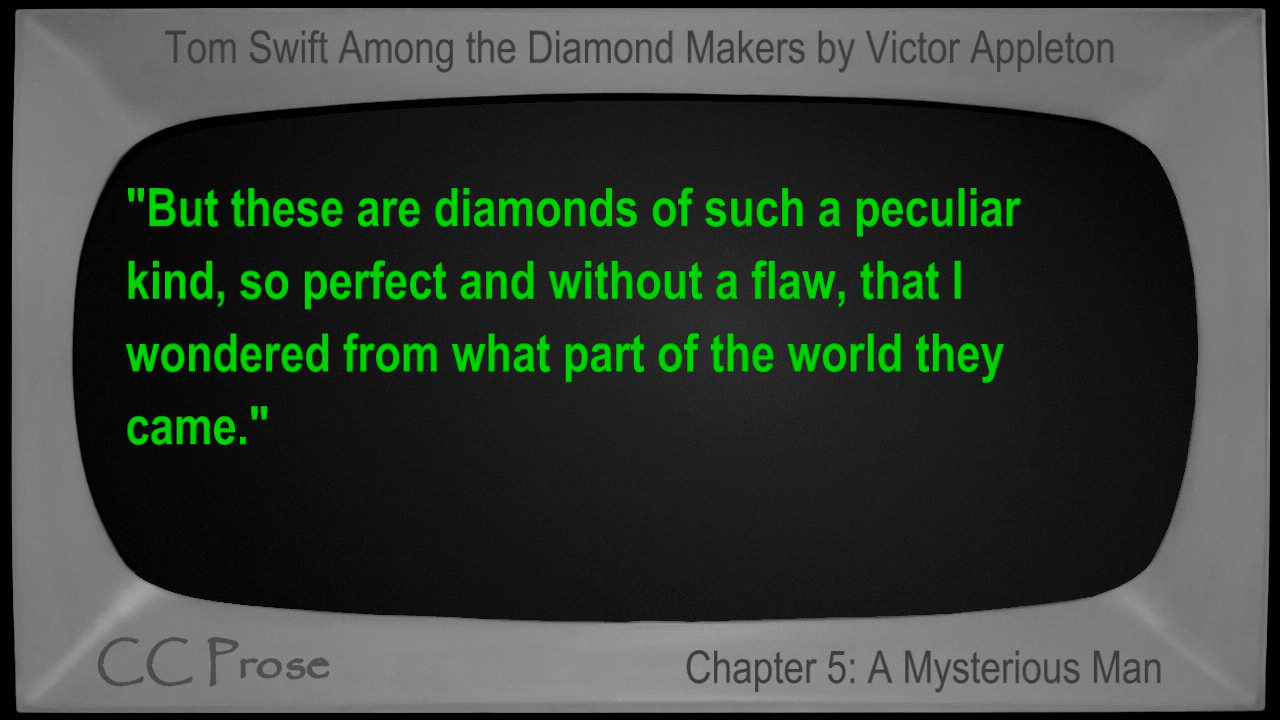 Tom Swift Among the Diamond Makers by Victor Appleton
"But these are diamonds of such a peculiar
kind, so perfect and without a flaw, that I
wondered from what part of the world they
came."
CC Prose
Chapter 5: A Mysterious Man